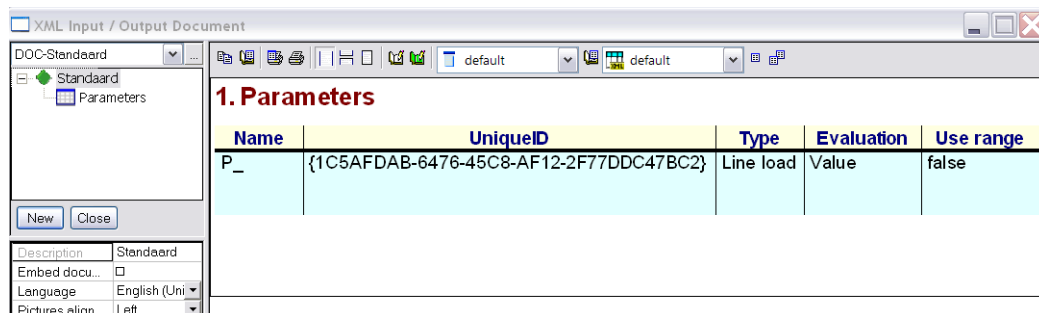 XML Input / Output Document
DOC-Standaard ...
default default
Standaard
Parameters
1. Parameters
Name UniqueID Type Evaluation Use range
P_ {1C5AFDAB-6476-45C8-AF12-2F77DDC47BC2} Line load Value false
New Close
Description Standaard
Embed docu...
Language English (Uni
Pictures align Left